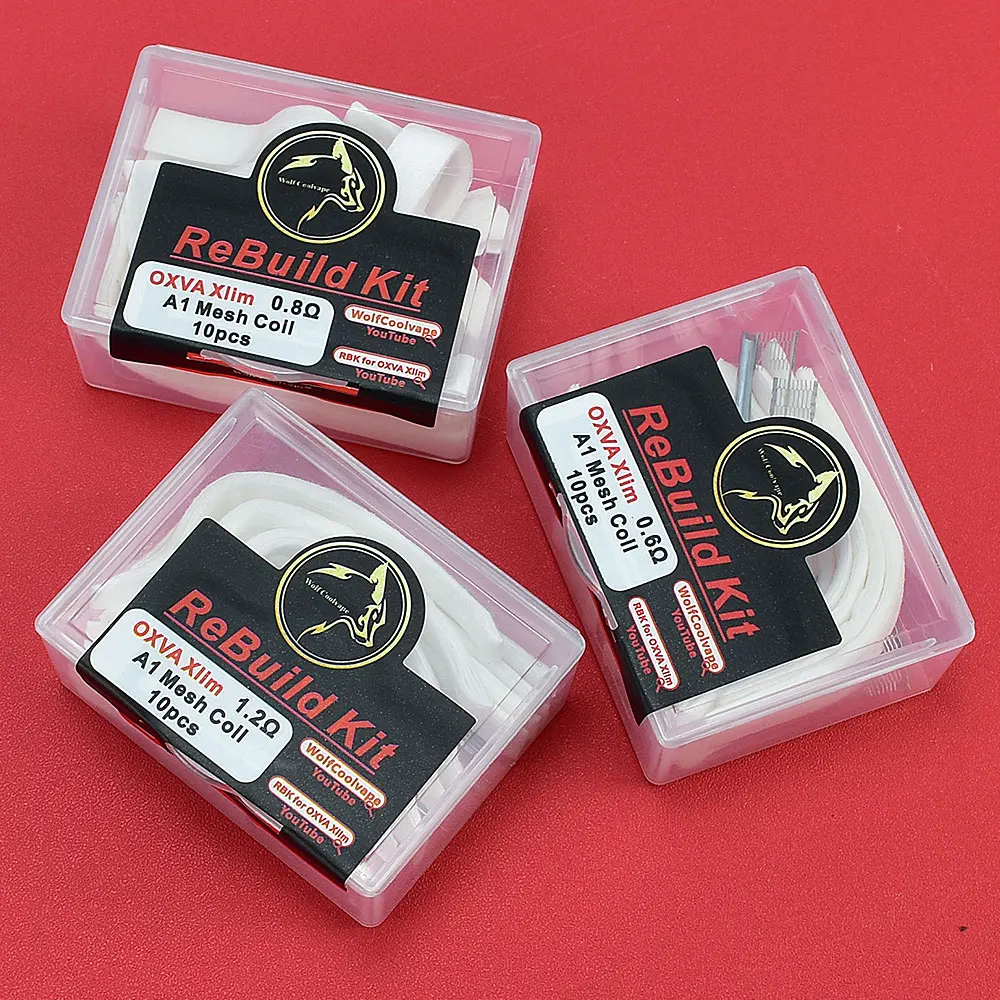 Wolf Coolvape
ReBuild Kit
OXVA Xlim 0.8Ω
A1 Mesh Coil
10pcs
WolfCoolvape
YouTube
RBK for OXVA Xlim
YouTube
Wolf Coolvape
ReBuild Kit
OXVA Xlim 0.6Ω
A1 Mesh Coil
10pcs
WolfCoolvape
YouTube
RBK for OXVA Xlim
YouTube
Wolf Coolvape
ReBuild Kit
OXVA Xlim 1.2Ω
A1 Mesh Coil
10pcs
WolfCoolvape
YouTube
RBK for OXVA Xlim
YouTube